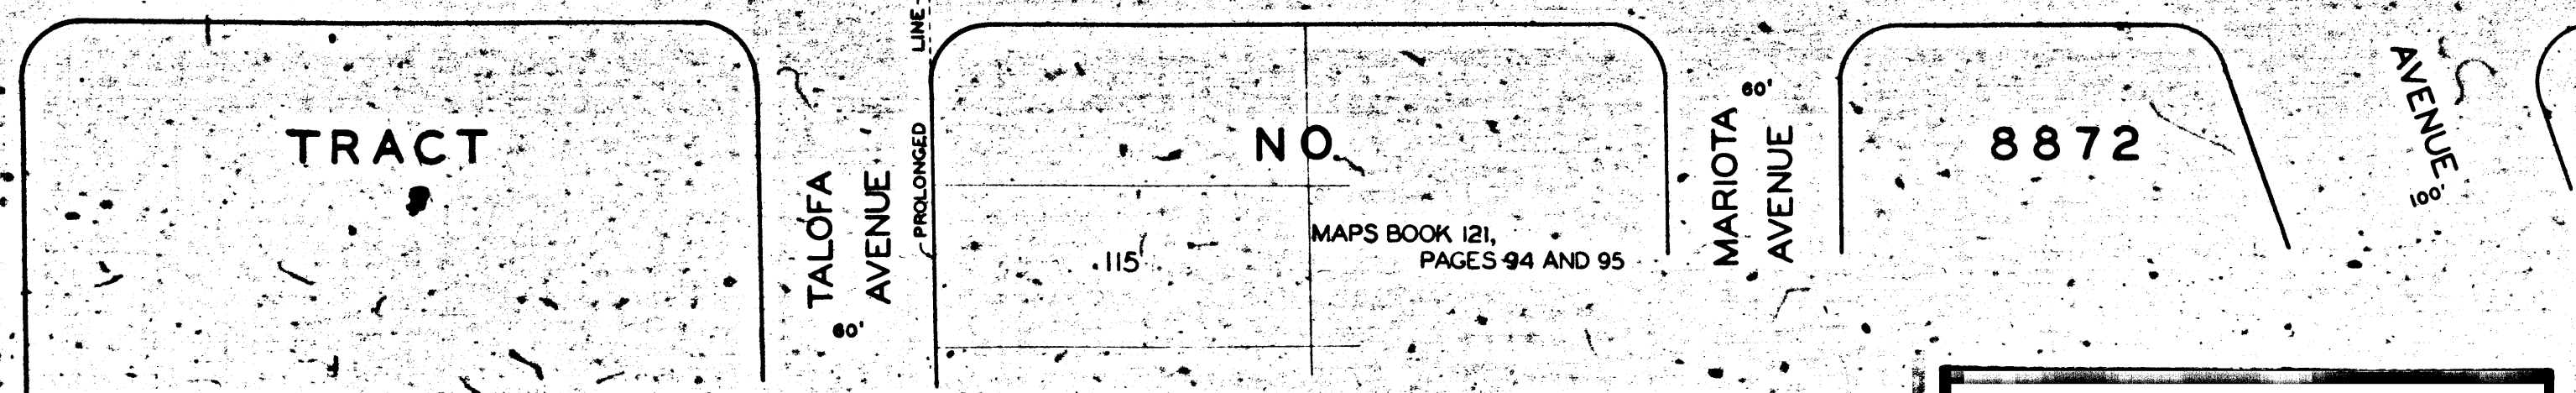 TRACT
TALOFA
AVENUE
60'
PROLONGED
LINE
NO.
115
MAPS BOOK 121,
PAGES 94 AND 95
MARIOTA
AVENUE
60'
8872
AVENUE
100'